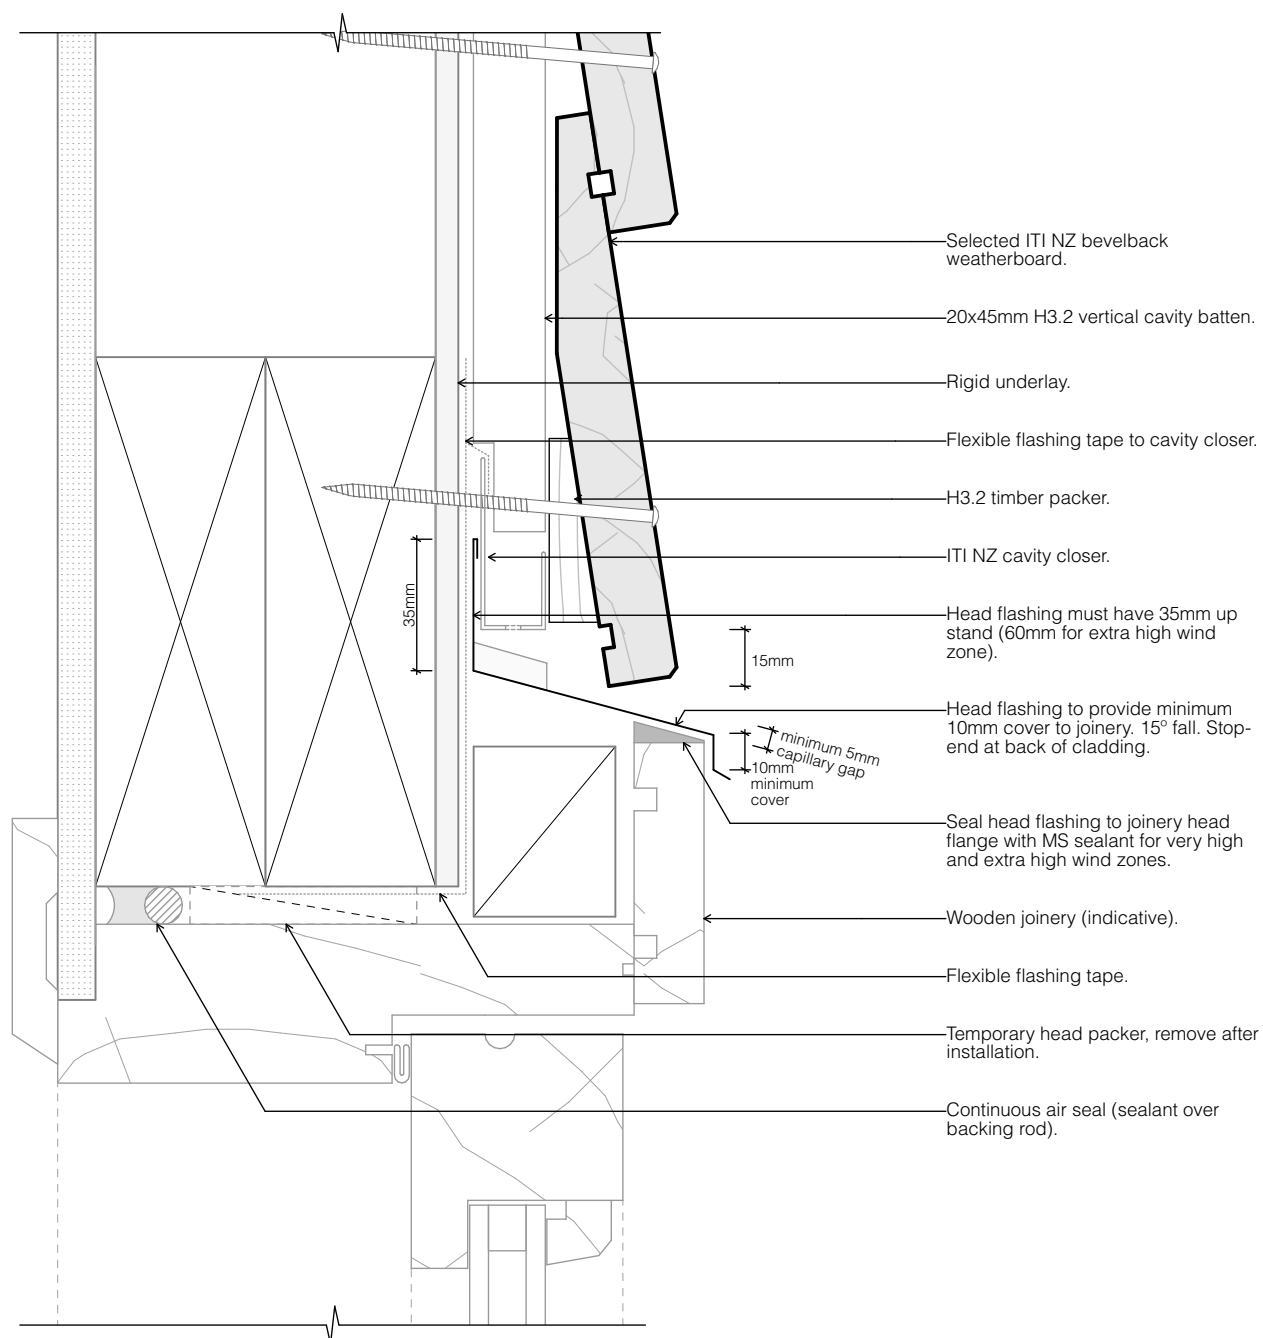 Selected ITI NZ bevelback
weatherboard.
20x45mm H3.2 vertical cavity batten.
Rigid underlay.
Flexible flashing tape to cavity closer.
H3.2 timber packer.
ITI NZ cavity closer.
35mm
Head flashing must have 35mm up
stand (60mm for extra high wind
zone).
15mm
Head flashing to provide minimum
10mm cover to joinery. 15° fall. Stop-
end at back of cladding.
minimum 5mm
capillary gap
10mm
minimum
cover
Seal head flashing to joinery head
flange with MS sealant for very high
and extra high wind zones.
Wooden joinery (indicative).
Flexible flashing tape.
Temporary head packer, remove after
installation.
Continuous air seal (sealant over
backing rod).